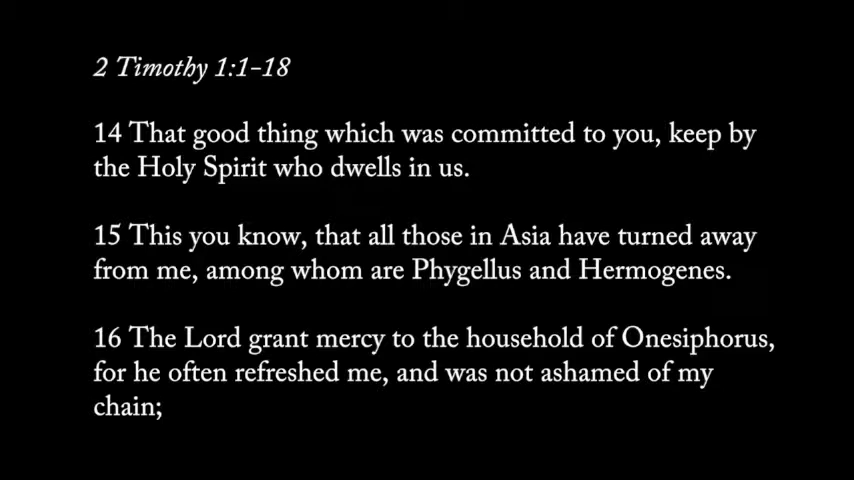 2 Timothy 1:1-18
14 That good thing which was committed to you, keep by
the Holy Spirit who dwells in us.
15 This you know, that all those in Asia have turned away
from me, among whom are Phygellus and Hermogenes.
16 The Lord grant mercy to the household of Onesiphorus,
for he often refreshed me, and was not ashamed of my
chain;